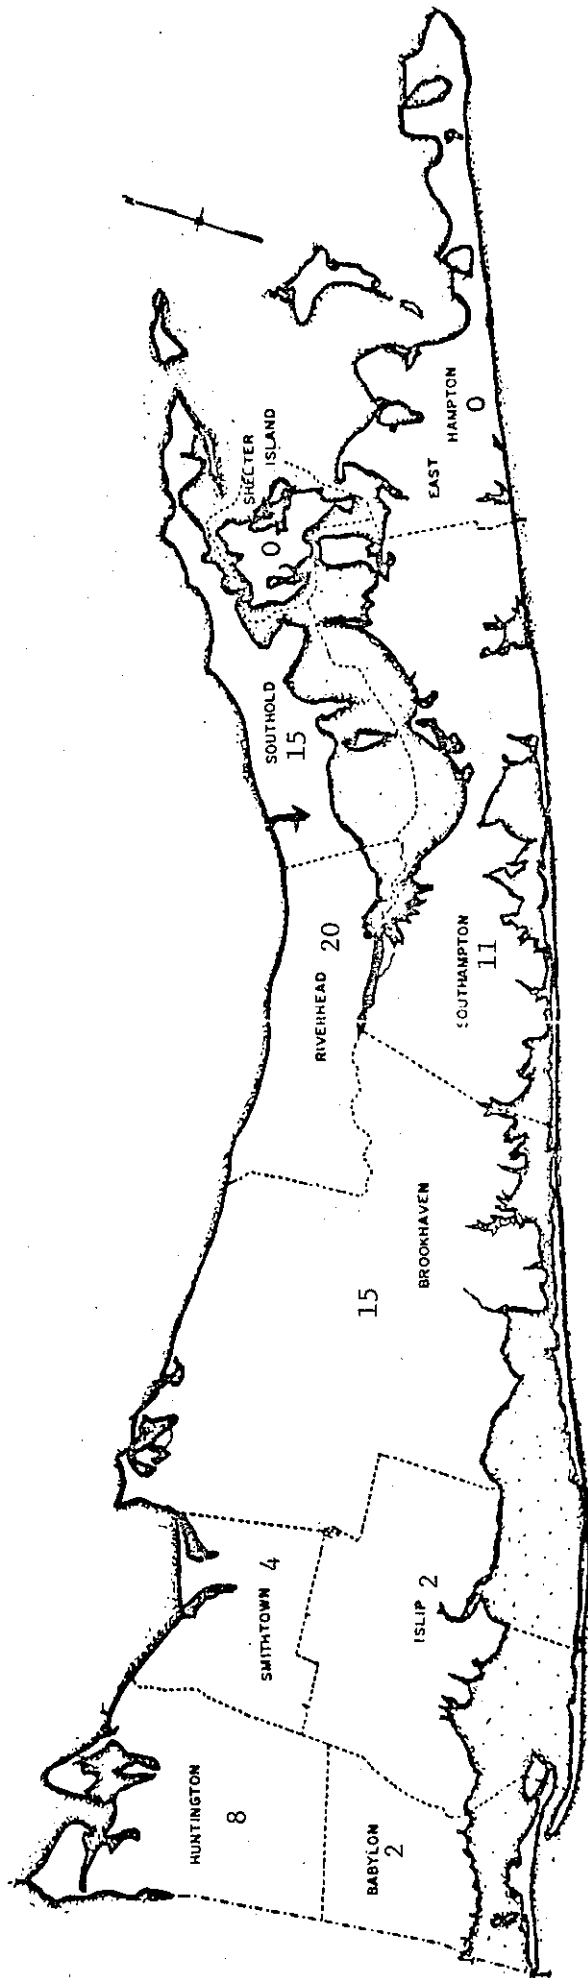 N
SHELTER
ISLAND
0
EAST
HAMPTON
0
SOUTHOLD
15
RIVERHEAD
20
SOUTHAMPTON
11
BROOKHAVEN
15
SMITHTOWN
4
ISLIP
2
HUNTINGTON
8
BABYLON
2